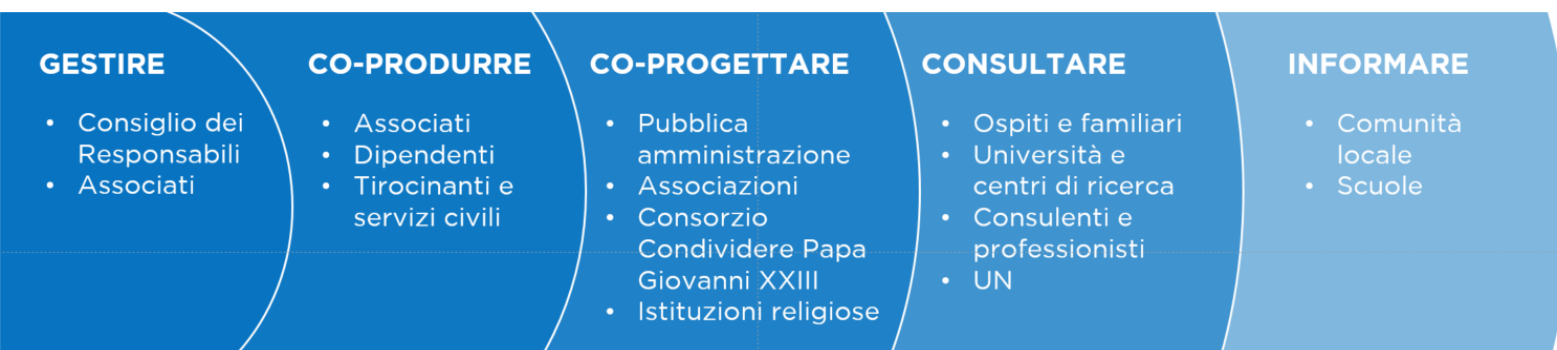 GESTIRE
• Consiglio dei
Responsabili
• Associati
CO-PRODURRE
• Associati
• Dipendenti
• Tirocinanti e
servizi civili
CO-PROGETTARE
• Pubblica
amministrazione
• Associazioni
• Consorzio
Condividere Papa
Giovanni XXIII
• Istituzioni religiose
CONSULTARE
• Ospiti e familiari
• Università e
centri di ricerca
• Consulenti e
professionisti
• UN
INFORMARE
• Comunità
locale
• Scuole